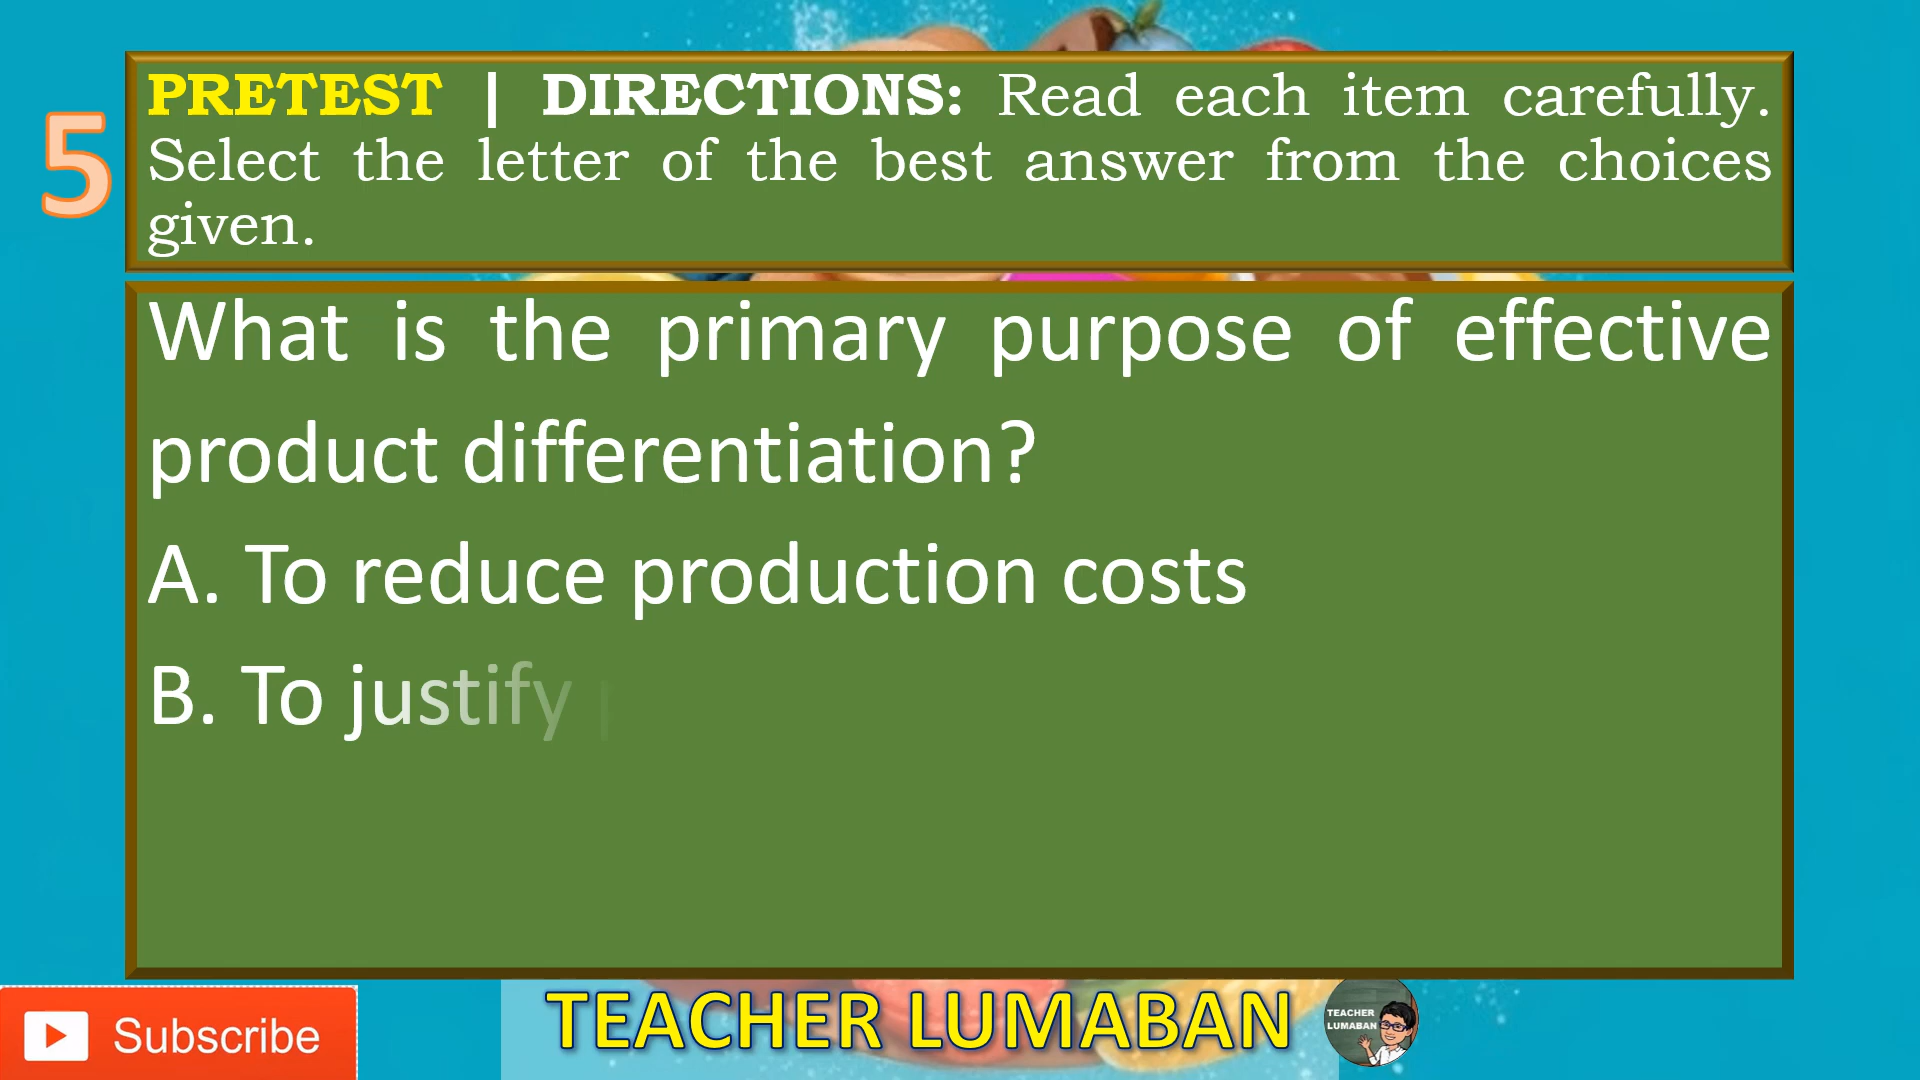 5
PRETEST | DIRECTIONS: Read each item carefully.
Select the letter of the best answer from the choices
given.
What is the primary purpose of effective
product differentiation?
A. To reduce production costs
B. To justify
Subscribe
TEACHER LUMABAN
TEACHER
LUMABAN